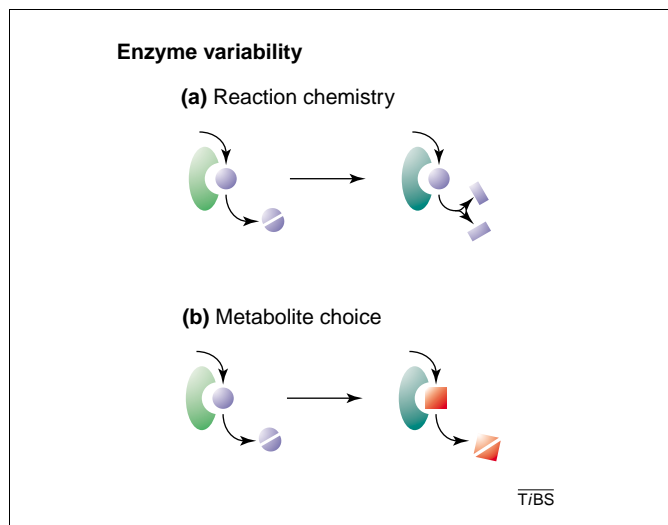 Enzyme variability
(a) Reaction chemistry
(b) Metabolite choice
TiBS